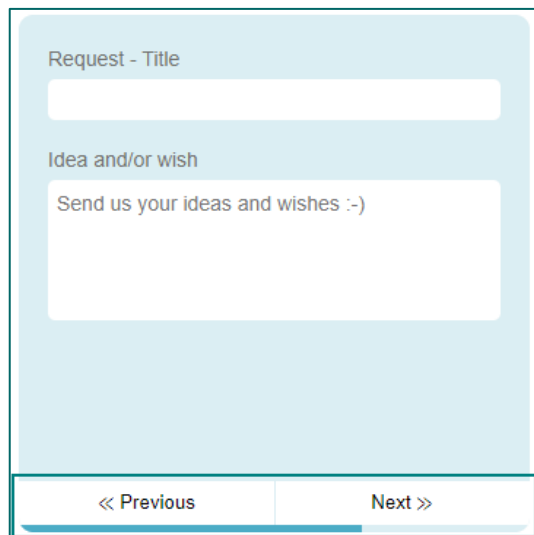 Request - Title
Idea and/or wish
Send us your ideas and wishes :-)
≪ Previous
Next ≫